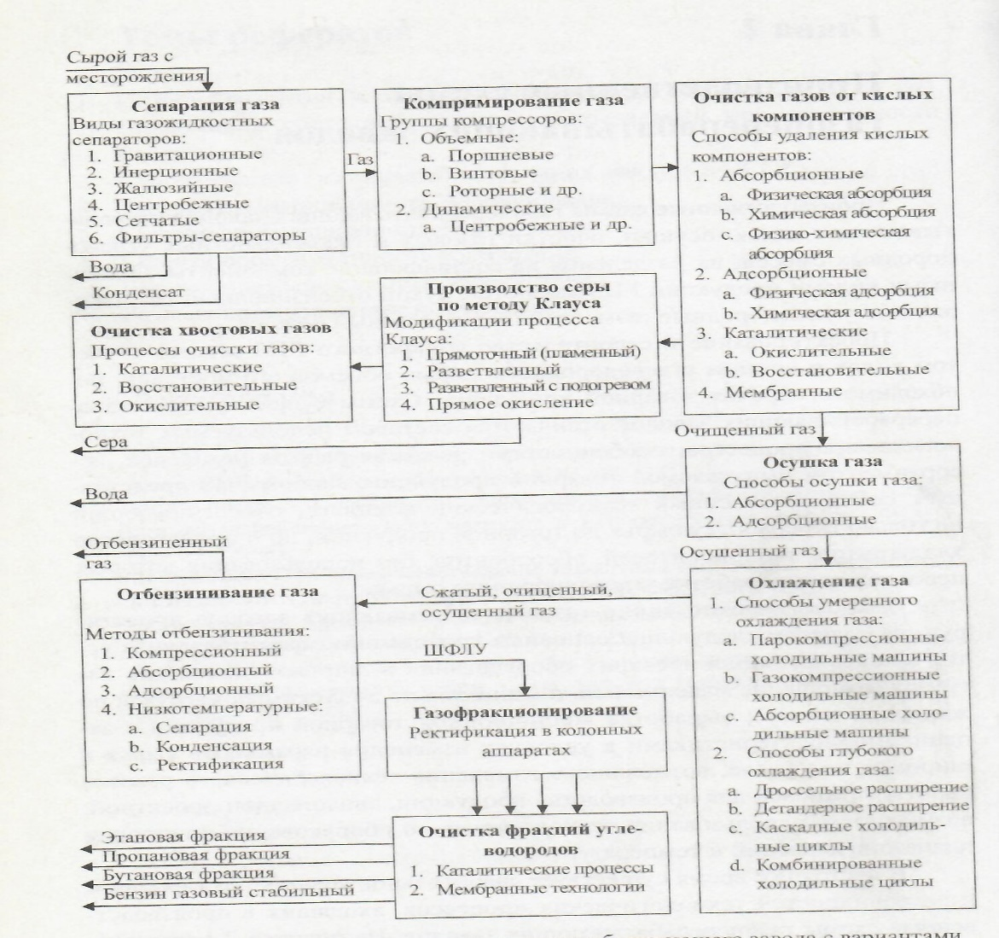 Сырой газ с
месторождения
Сепарация газа
Виды газожидкостных
сепараторов:
1. Гравитационные
2. Инерционные
3. Жалюзийные
4. Центробежные
5. Сетчатые
6. Фильтры-сепараторы
Газ
Компримирование газа
Группы компрессоров:
1. Объемные:
a. Поршневые
b. Винтовые
c. Роторные и др.
2. Динамические
a. Центробежные и др.
Очистка газов от кислых
компонентов
Способы удаления кислых
компонентов:
1. Абсорбционные
a. Физическая абсорбция
b. Химическая абсорбция
c. Физико-химическая
абсорбция
2. Адсорбционные
a. Физическая адсорбция
b. Химическая адсорбция
3. Каталитические
a. Окислительные
b. Восстановительные
4. Мембранные
Вода
Конденсат
Производство серы
по методу Клауса
Модификации процесса
Клауса:
1. Прямоточный (пламенный)
2. Разветвленный
3. Разветвленный с подогревом
4. Прямое окисление
Очистка хвостовых газов
Процессы очистки газов:
1. Каталитические
2. Восстановительные
3. Окислительные
Сера
Очищенный газ
Осушка газа
Способы осушки газа:
1. Абсорбционные
2. Адсорбционные
Вода
Осушенный газ
Отбензиненный
газ
Отбензинивание газа
Методы отбензинивания:
1. Компрессионный
2. Абсорбционный
3. Адсорбционный
4. Низкотемпературные:
a. Сепарация
b. Конденсация
c. Ректификация
Сжатый, очищенный,
осушенный газ
ШФЛУ
Охлаждение газа
1. Способы умеренного
охлаждения газа:
a. Парокомпрессионные
холодильные машины
b. Газокомпрессионные
холодильные машины
c. Абсорбционные холо-
дильные машины
2. Способы глубокого
охлаждения газа:
a. Дроссельное расширение
b. Детандерное расширение
c. Каскадные холодиль-
ные циклы
d. Комбинированные
холодильные циклы
Газофракционирование
Ректификация в колонных
аппаратах
Очистка фракций угле-
водородов
1. Каталитические процессы
2. Мембранные технологии
Этановая фракция
Пропановая фракция
Бутановая фракция
Бензин газовый стабильный
завода с вариантами